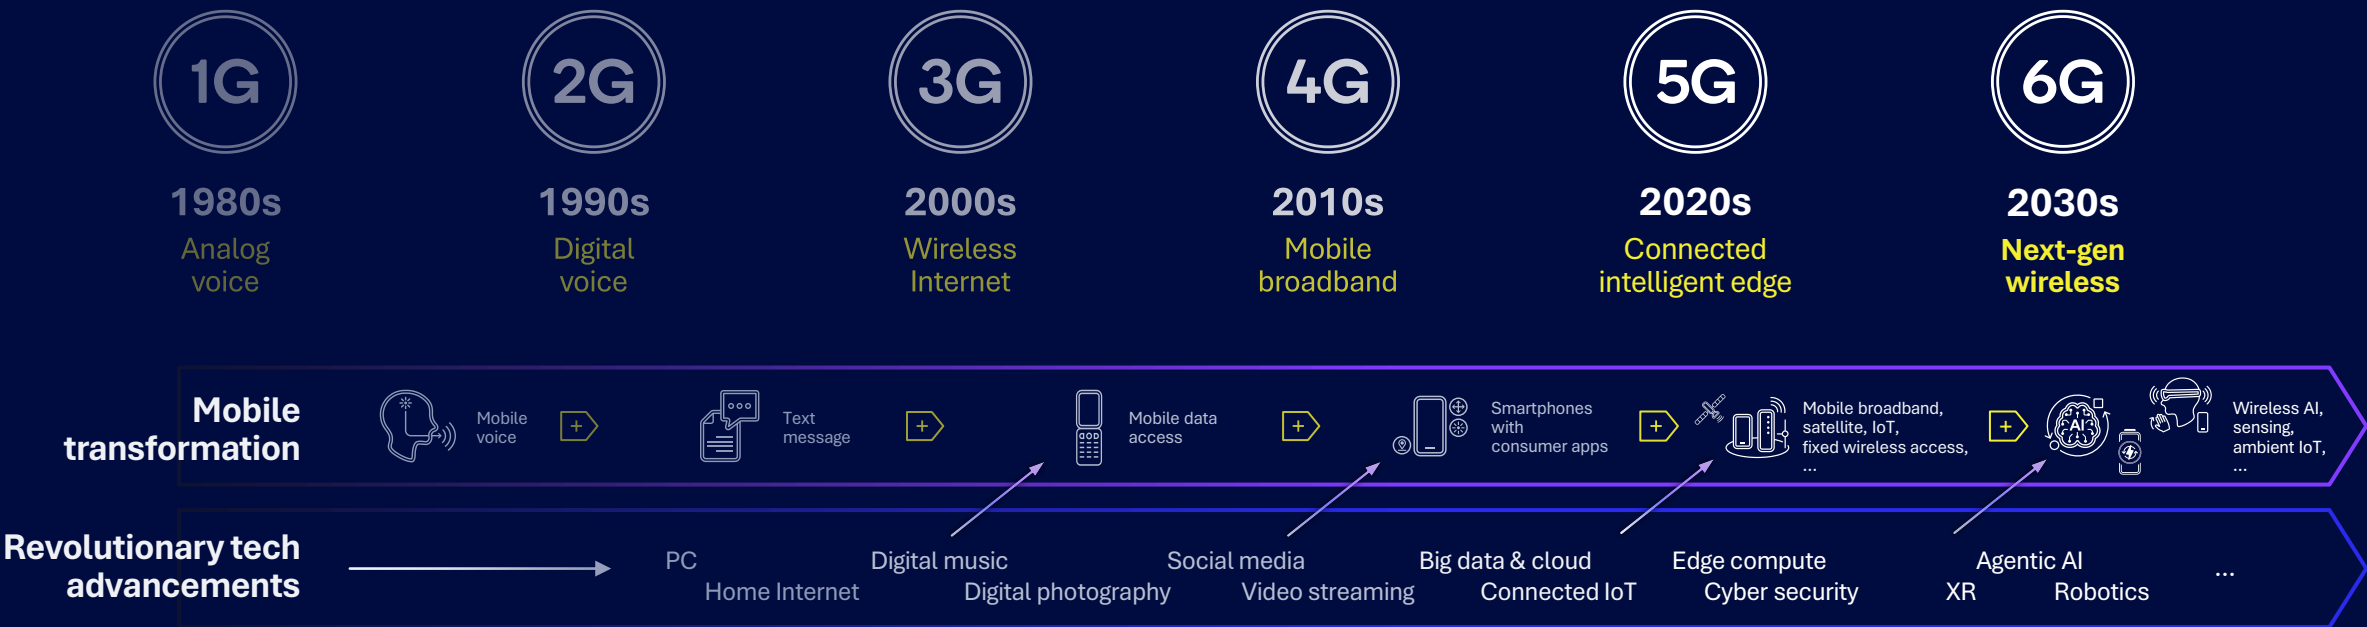 1G
2G
3G
4G
5G
6G
1980s
1990s
2000s
2010s
2020s
2030s
Analog
voice
Digital
voice
Wireless
Internet
Mobile
broadband
Connected
intelligent edge
Next-gen
wireless
Mobile
transformation
Mobile
voice
+
Text
message
+
Mobile data
access
+
Smartphones
with
consumer apps
+
Mobile broadband,
satellite, IoT,
fixed wireless access,
...
+
AI
Wireless AI,
sensing,
ambient IoT,
...
Revolutionary tech
advancements
PC
Home Internet
Digital music
Digital photography
Social media
Video streaming
Big data & cloud
Connected IoT
Edge compute
Cyber security
Agentic AI
XR
Robotics
...